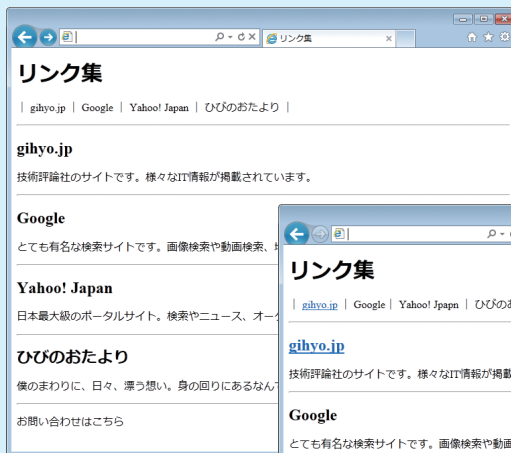 リンク集
リンク集
｜ gihyo.jp ｜ Google ｜ Yahoo! Japan ｜ ひびのおたより ｜
gihyo.jp
技術評論社のサイトです。様々なIT情報が掲載されています。
Google
とても有名な検索サイトです。画像検索や動画検索、
Yahoo! Japan
日本最大級のポータルサイト。検索やニュース、オー
ひびのおたより
僕のまわりに、日々、漂う想い。身の回りにあるなん
お問い合わせはこちら
リンク集
｜ gihyo.jp ｜ Google ｜ Yahoo! Jpapn ｜ ひびの
gihyo.jp
技術評論社のサイトです。様々なIT情報が掲
Google
とても有名な検索サイトです。画像検索や動